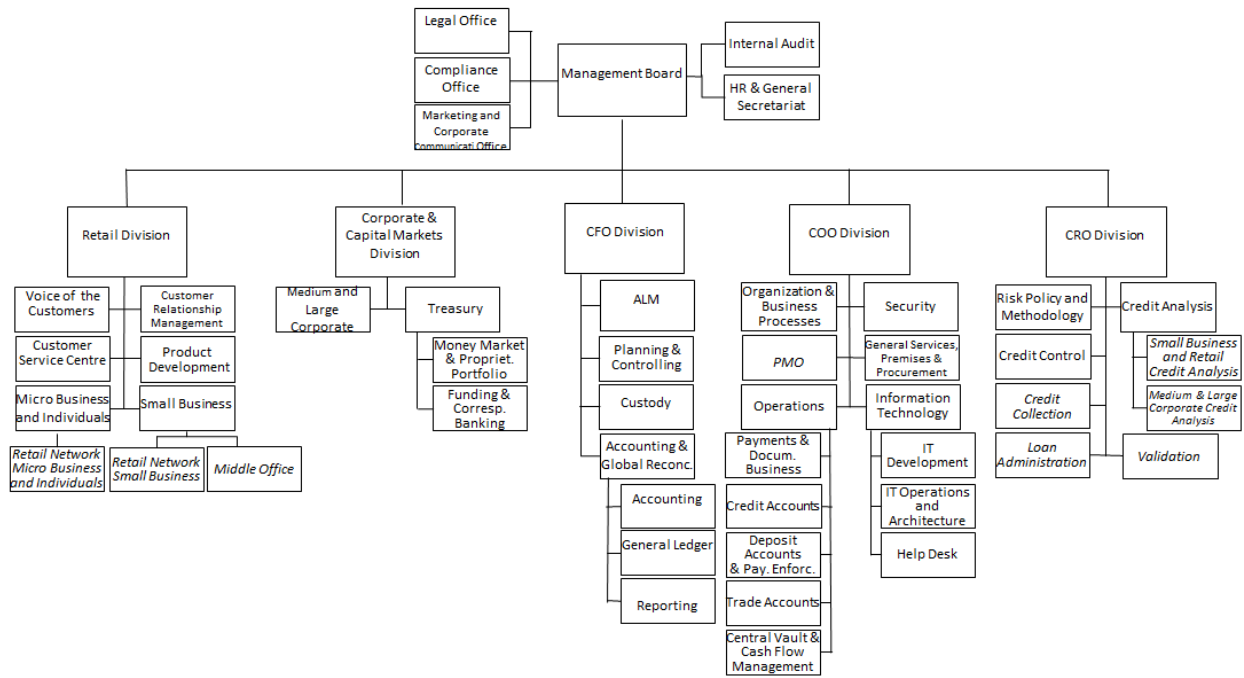 Legal Office
Compliance
Office
Marketing and
Corporate
Communicati Office
Management Board
Internal Audit
HR & General
Secretariat
Retail Division
Corporate &
Capital Markets
Division
CFO Division
COO Division
CRO Division
Voice of the
Customers
Customer
Relationship
Management
Customer
Service Centre
Product
Development
Micro Business
and Individuals
Small Business
Retail Network
Micro Business
and Individuals
Retail Network
Small Business
Middle Office
Medium and
Large
Corporate
Treasury
Money Market
& Propriet.
Portfolio
Funding &
Corresp.
Banking
ALM
Planning &
Controlling
Custody
Accounting &
Global Reconc.
Accounting
General Ledger
Reporting
Organization &
Business
Processes
Security
PMO
General Services,
Premises &
Procurement
Operations
Information
Technology
Payments &
Docum.
Business
Credit Accounts
Deposit
Accounts
& Pay. Enforc.
Trade Accounts
Central Vault &
Cash Flow
Management
IT
Development
IT Operations
and
Architecture
Help Desk
Risk Policy and
Methodology
Credit Analysis
Credit Control
Small Business
and Retail
Credit Analysis
Credit
Collection
Medium & Large
Corporate Credit
Analysis
Loan
Administration
Validation